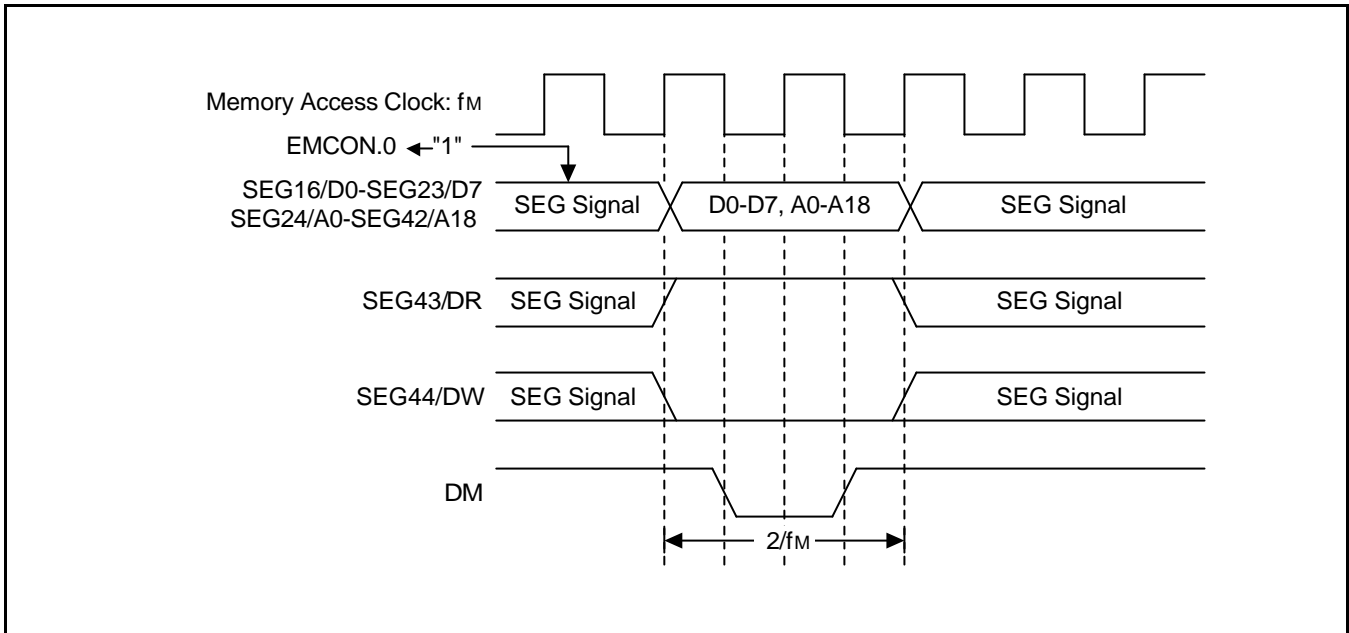 Memory Access Clock: fM
EMCON.0 ←"1"
SEG16/D0-SEG23/D7
SEG24/A0-SEG42/A18
SEG Signal
D0-D7, A0-A18
SEG Signal
SEG43/DR
SEG Signal
SEG Signal
SEG44/DW
SEG Signal
SEG Signal
DM
2/fM